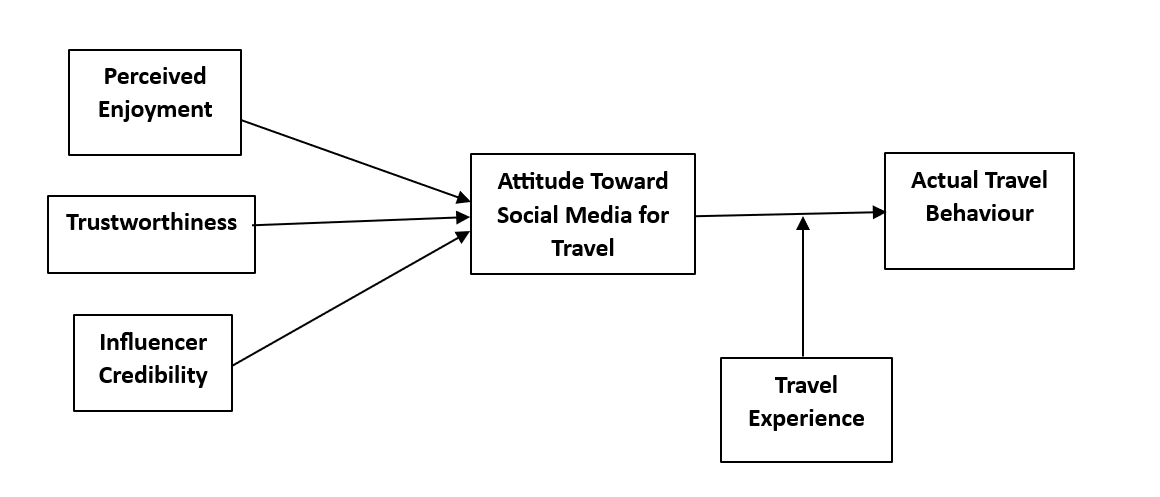 Perceived
Enjoyment
Trustworthiness
Influencer
Credibility
Attitude Toward
Social Media for
Travel
Actual Travel
Behaviour
Travel
Experience